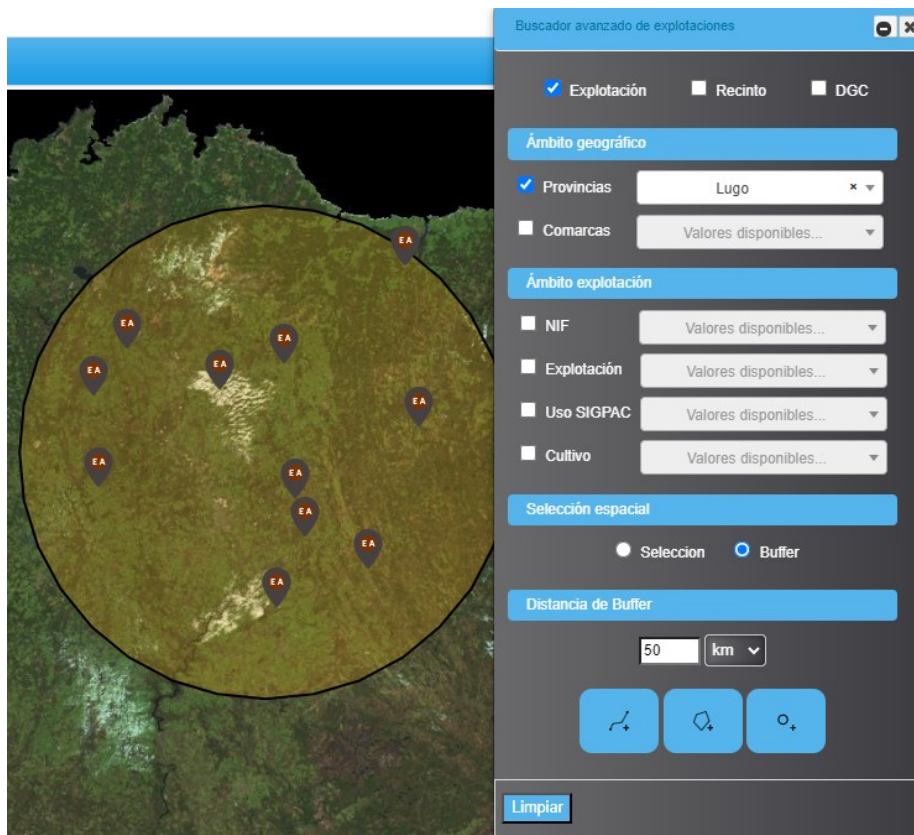 Buscador avanzado de explotaciones
Explotación Recinto DGC
Ámbito geográfico
Provincias Lugo × 
Comarcas Valores disponibles...
Ámbito explotación
NIF Valores disponibles...
Explotación Valores disponibles...
Uso SIGPAC Valores disponibles...
Cultivo Valores disponibles...
Selección espacial
Seleccion Buffer
Distancia de Buffer
50 km
Limpiar
EA
EA
EA
EA
EA
EA
EA
EA
EA
EA
EA